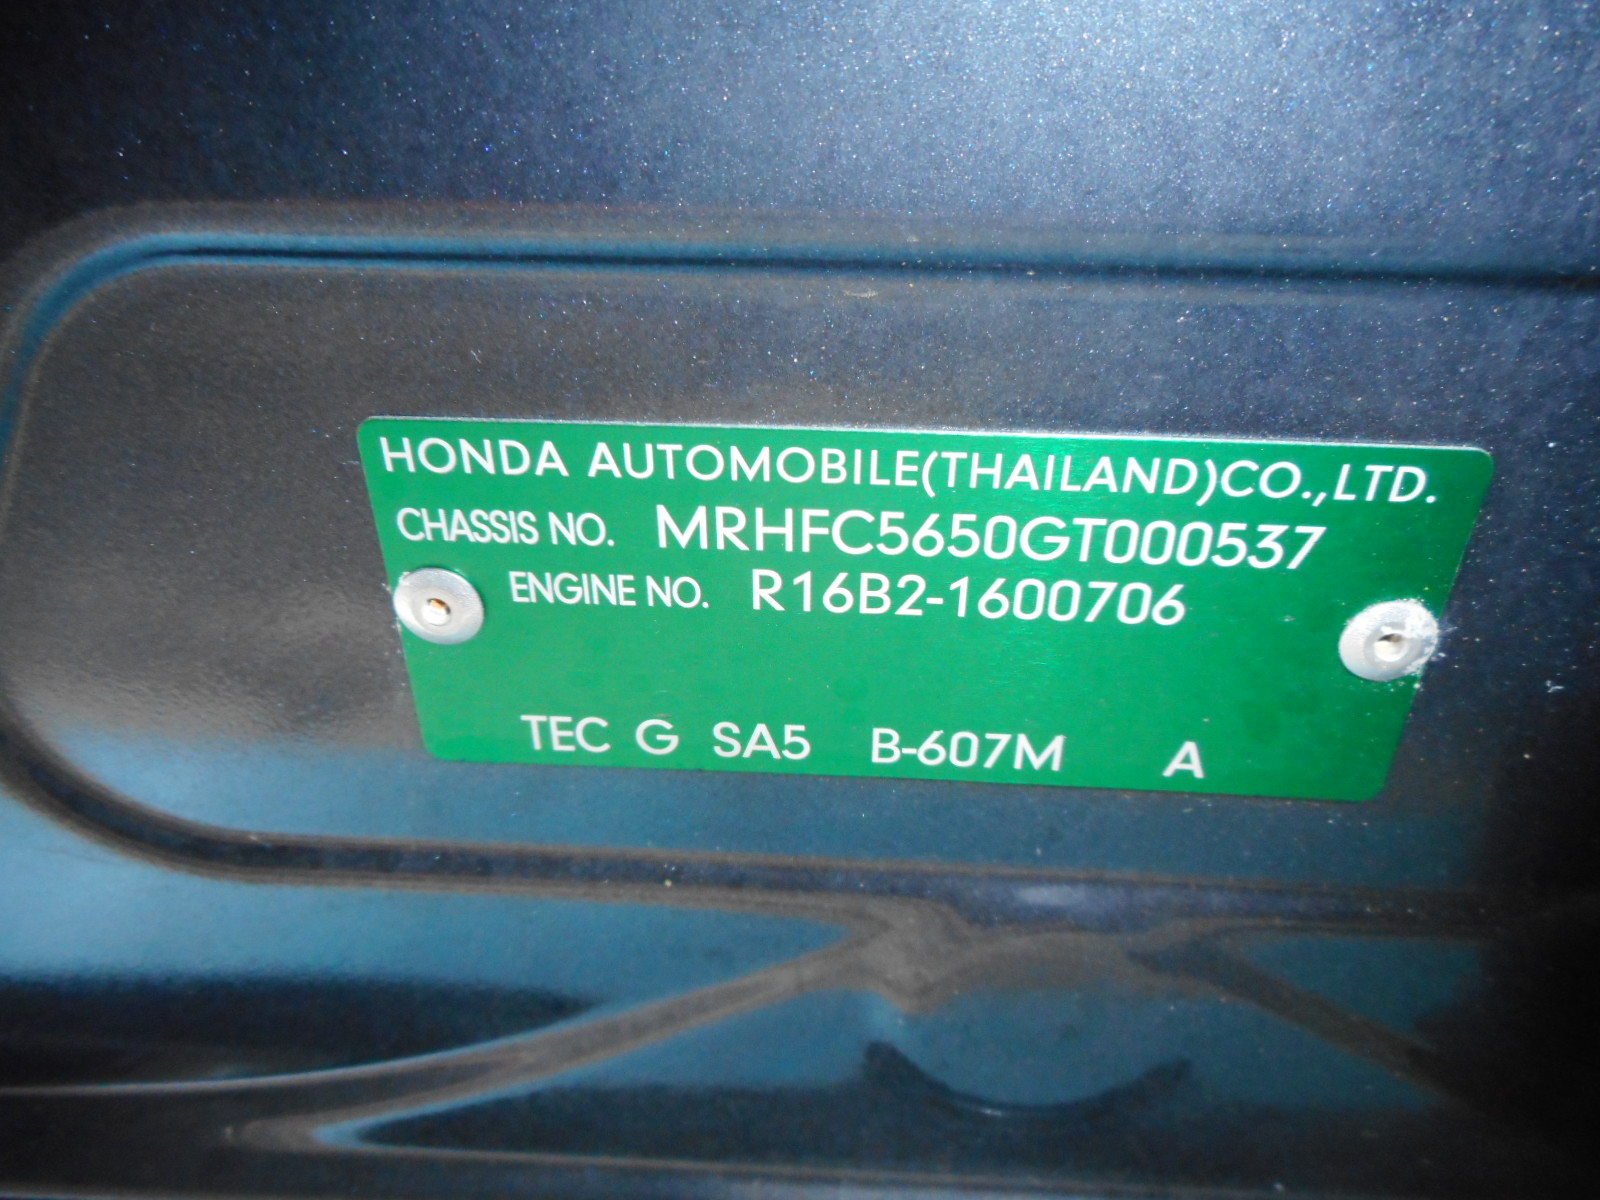 HONDA AUTOMOBILE(THAILAND)CO.,LTD.
CHASSIS NO. MRHFC5650GT000537
ENGINE NO. R16B2-1600706
TEC G SA5 B-607M A